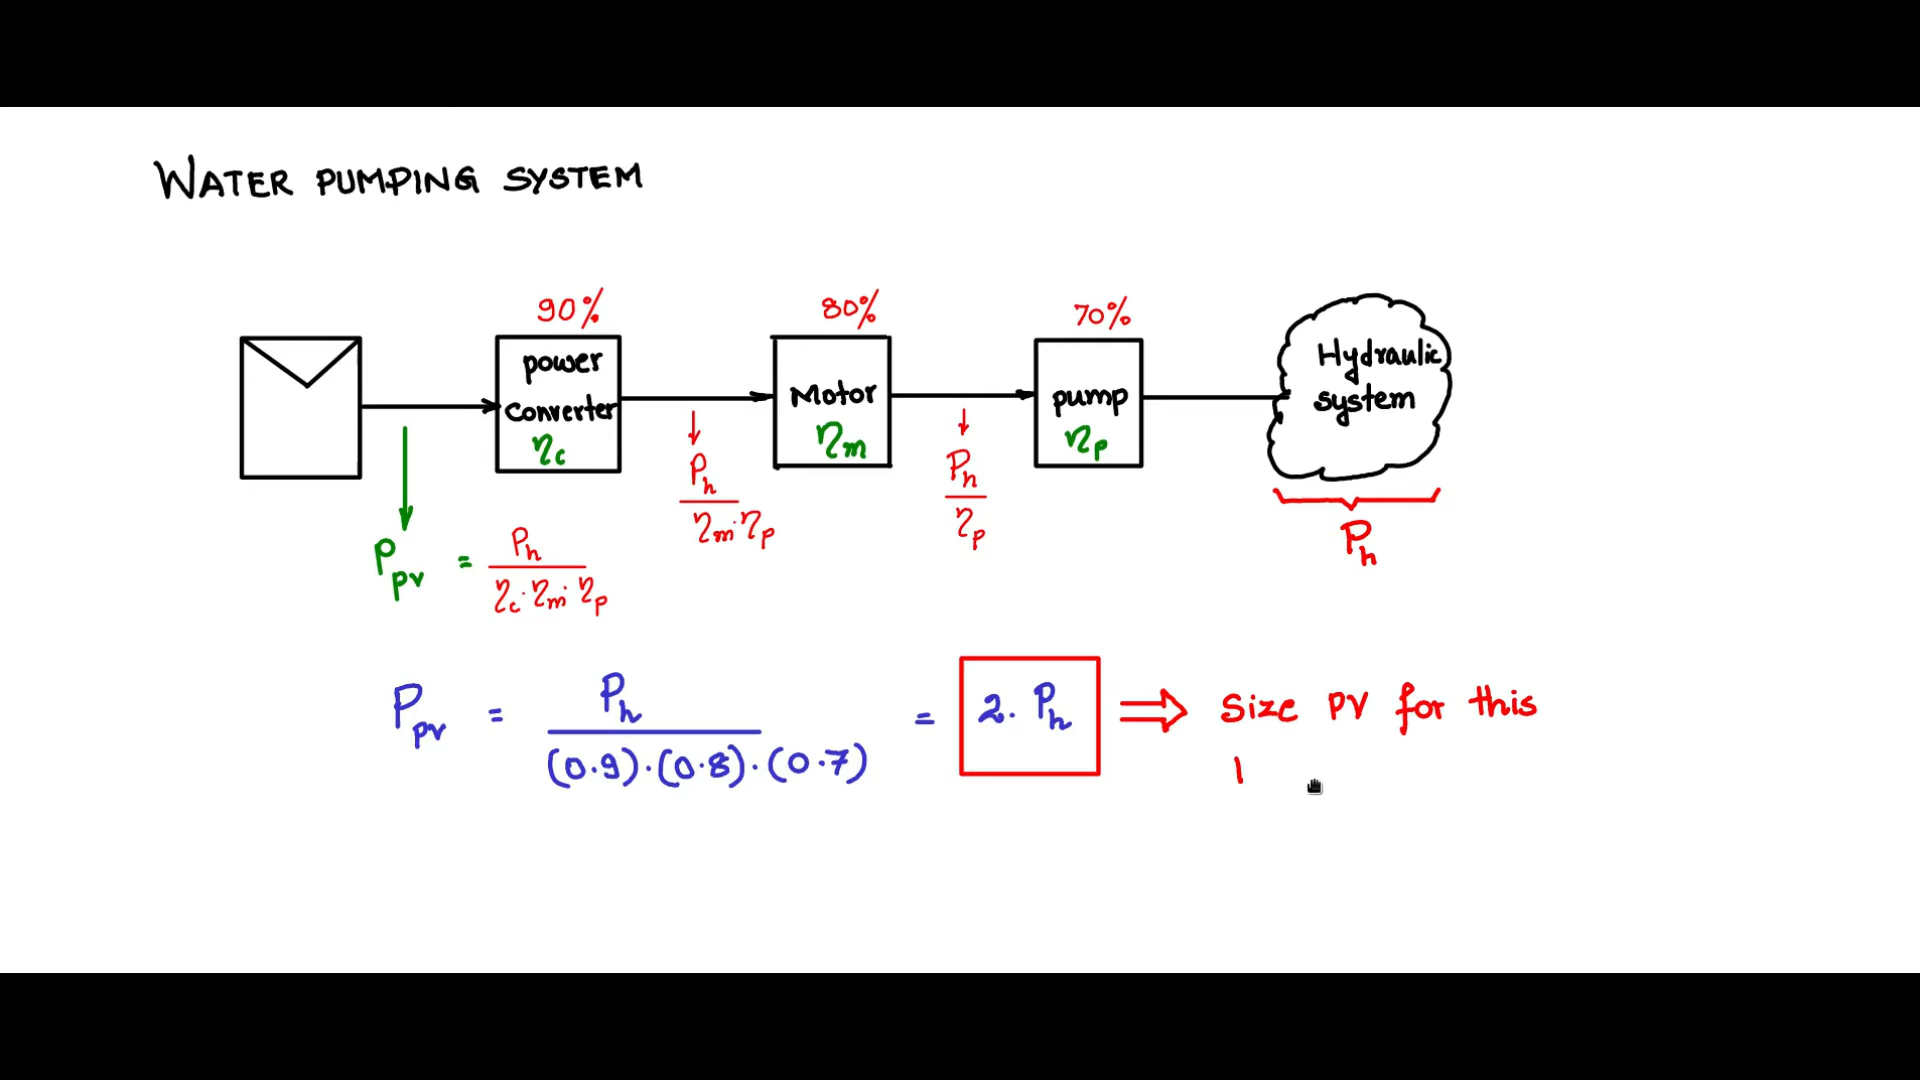 WATER PUMPING SYSTEM
90% 80% 70%
power converter ηc
Motor ηm
pump ηp
Hydraulic system
Ph
Ph / ηp
Ph / ηm·ηp
Ppv = Ph / ηc·ηm·ηp
Ppv = Ph / (0.9)·(0.8)·(0.7) = 2. Ph ⇒ Size PV for this